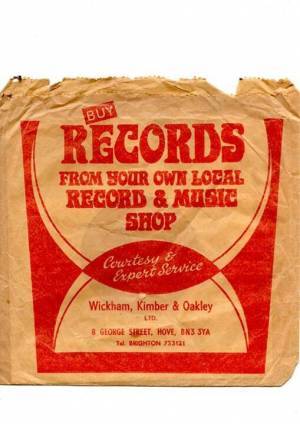 BUY
RECORDS
FROM YOUR OWN LOCAL
RECORD & MUSIC
SHOP
Courtesy &
Expert Service
Wickham, Kimber & Oakley
LTD.
8 GEORGE STREET, HOVE, BN3 3YA
Tel. BRIGHTON 733121